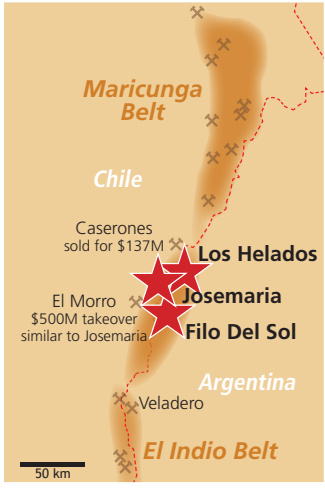 Maricunga
Belt
Chile
Caserones
sold for $137M
Los Helados
El Morro
$500M takeover
similar to Josemaria
Josemaria
Filo Del Sol
Argentina
Veladero
El Indio Belt
50 km